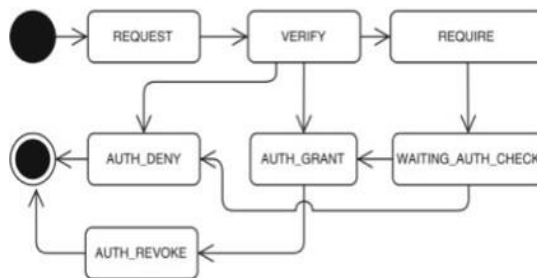 REQUEST
VERIFY
REQUIRE
AUTH_DENY
AUTH_GRANT
WAITING_AUTH_CHECK
AUTH_REVOKE